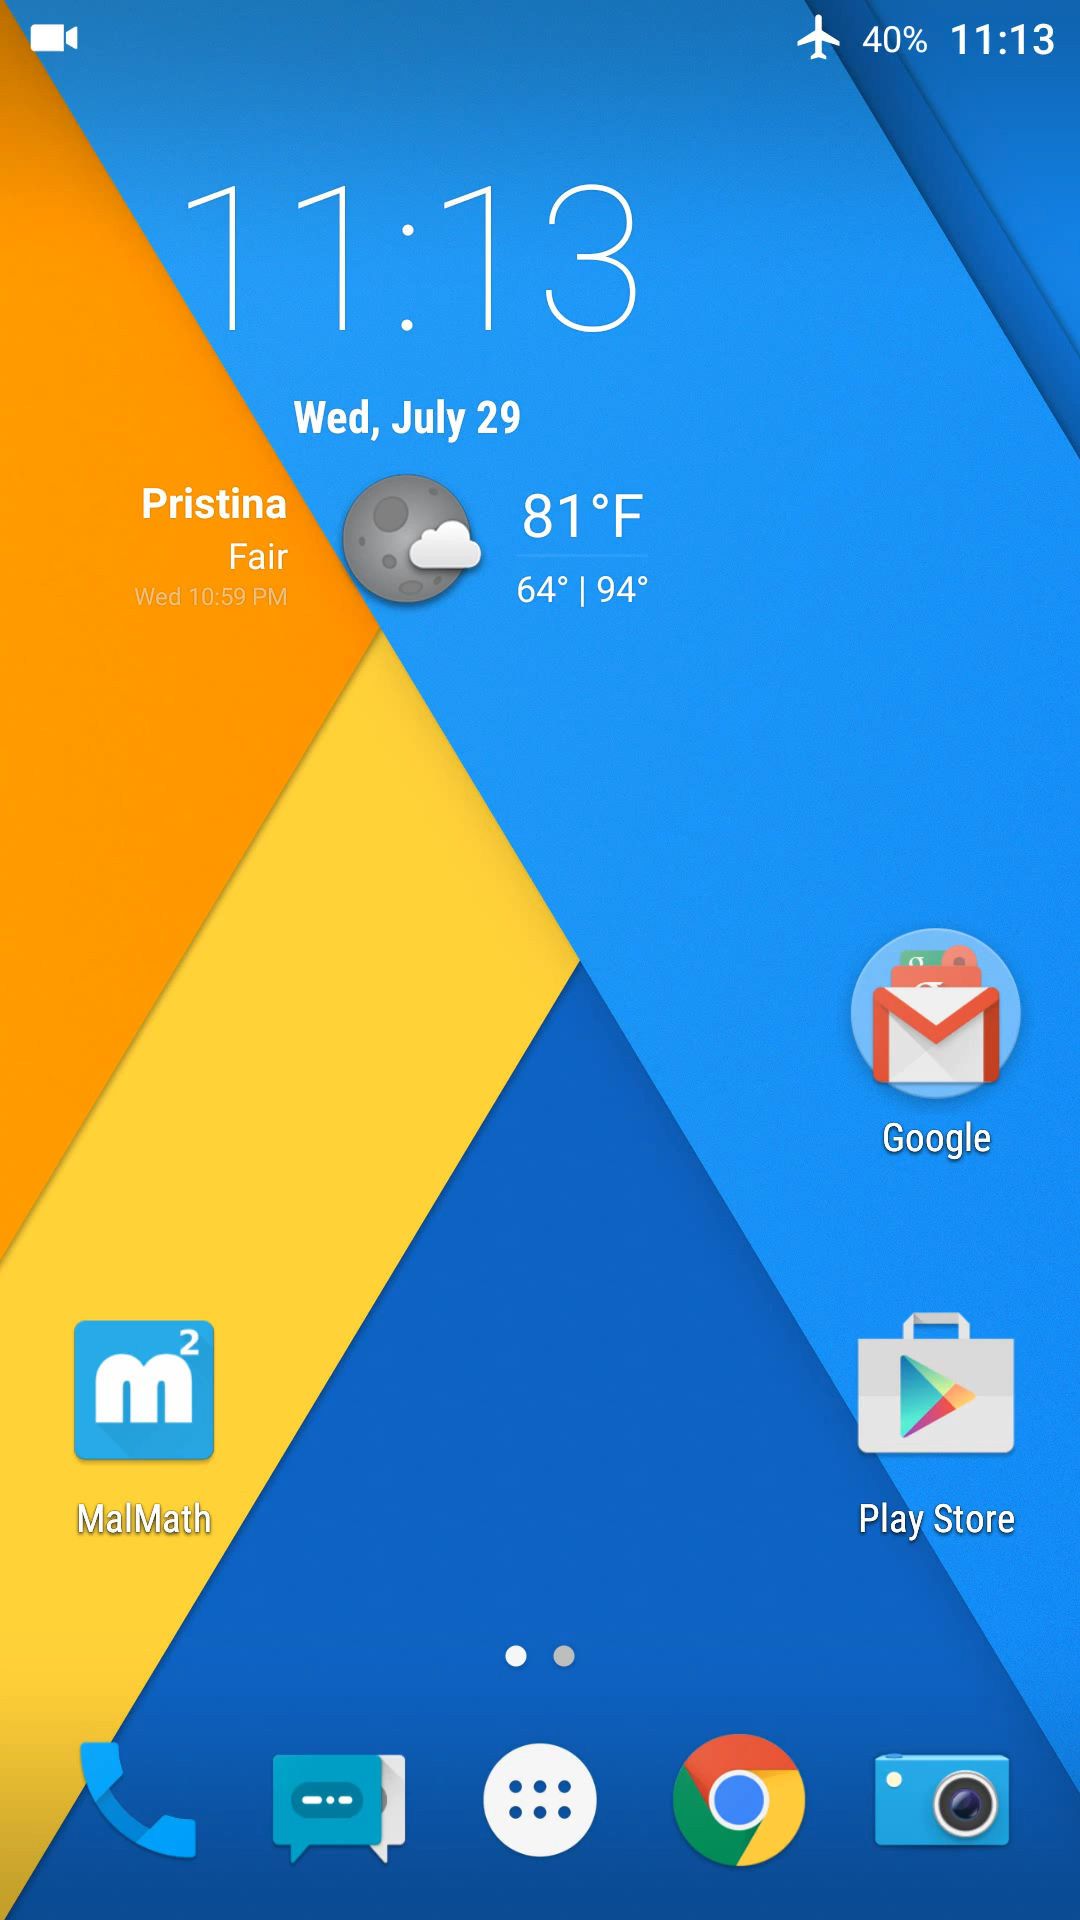 40% 11:13
11:13
Wed, July 29
Pristina
Fair
Wed 10:59 PM
81°F
64° | 94°
g
Google
m2
MalMath
Play Store